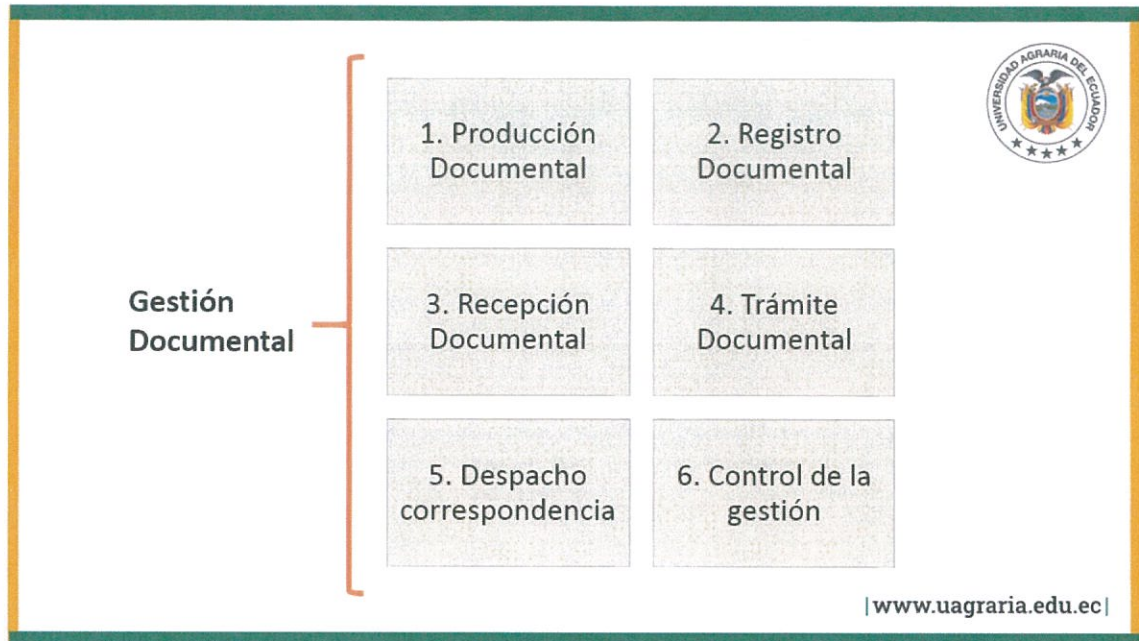 UNIVERSIDAD AGRARIA DEL ECUADOR
1. Producción
Documental
2. Registro
Documental
Gestión
Documental
3. Recepción
Documental
4. Trámite
Documental
5. Despacho
correspondencia
6. Control de la
gestión
|www.uagraria.edu.ec|